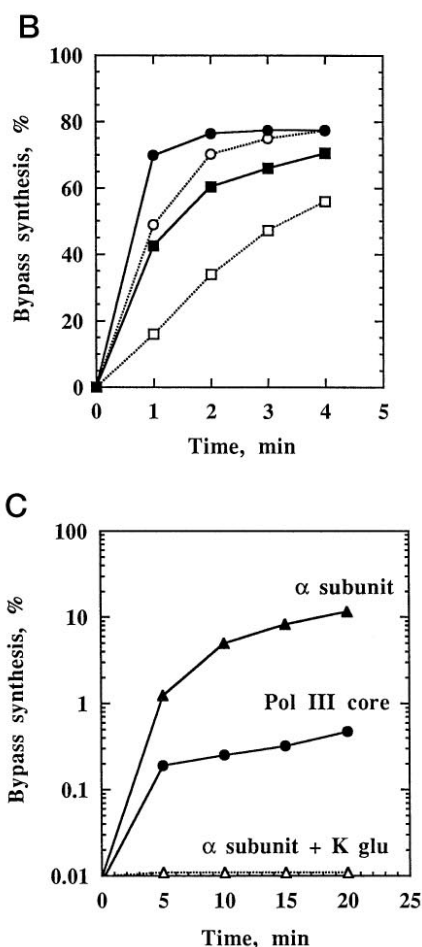 B
Bypass synthesis, %
100
80
60
40
20
0
0 1 2 3 4 5
Time, min
C
Bypass synthesis, %
100
10
1
0.1
0.01
α subunit
Pol III core
α subunit + K glu
0 5 10 15 20 25
Time, min